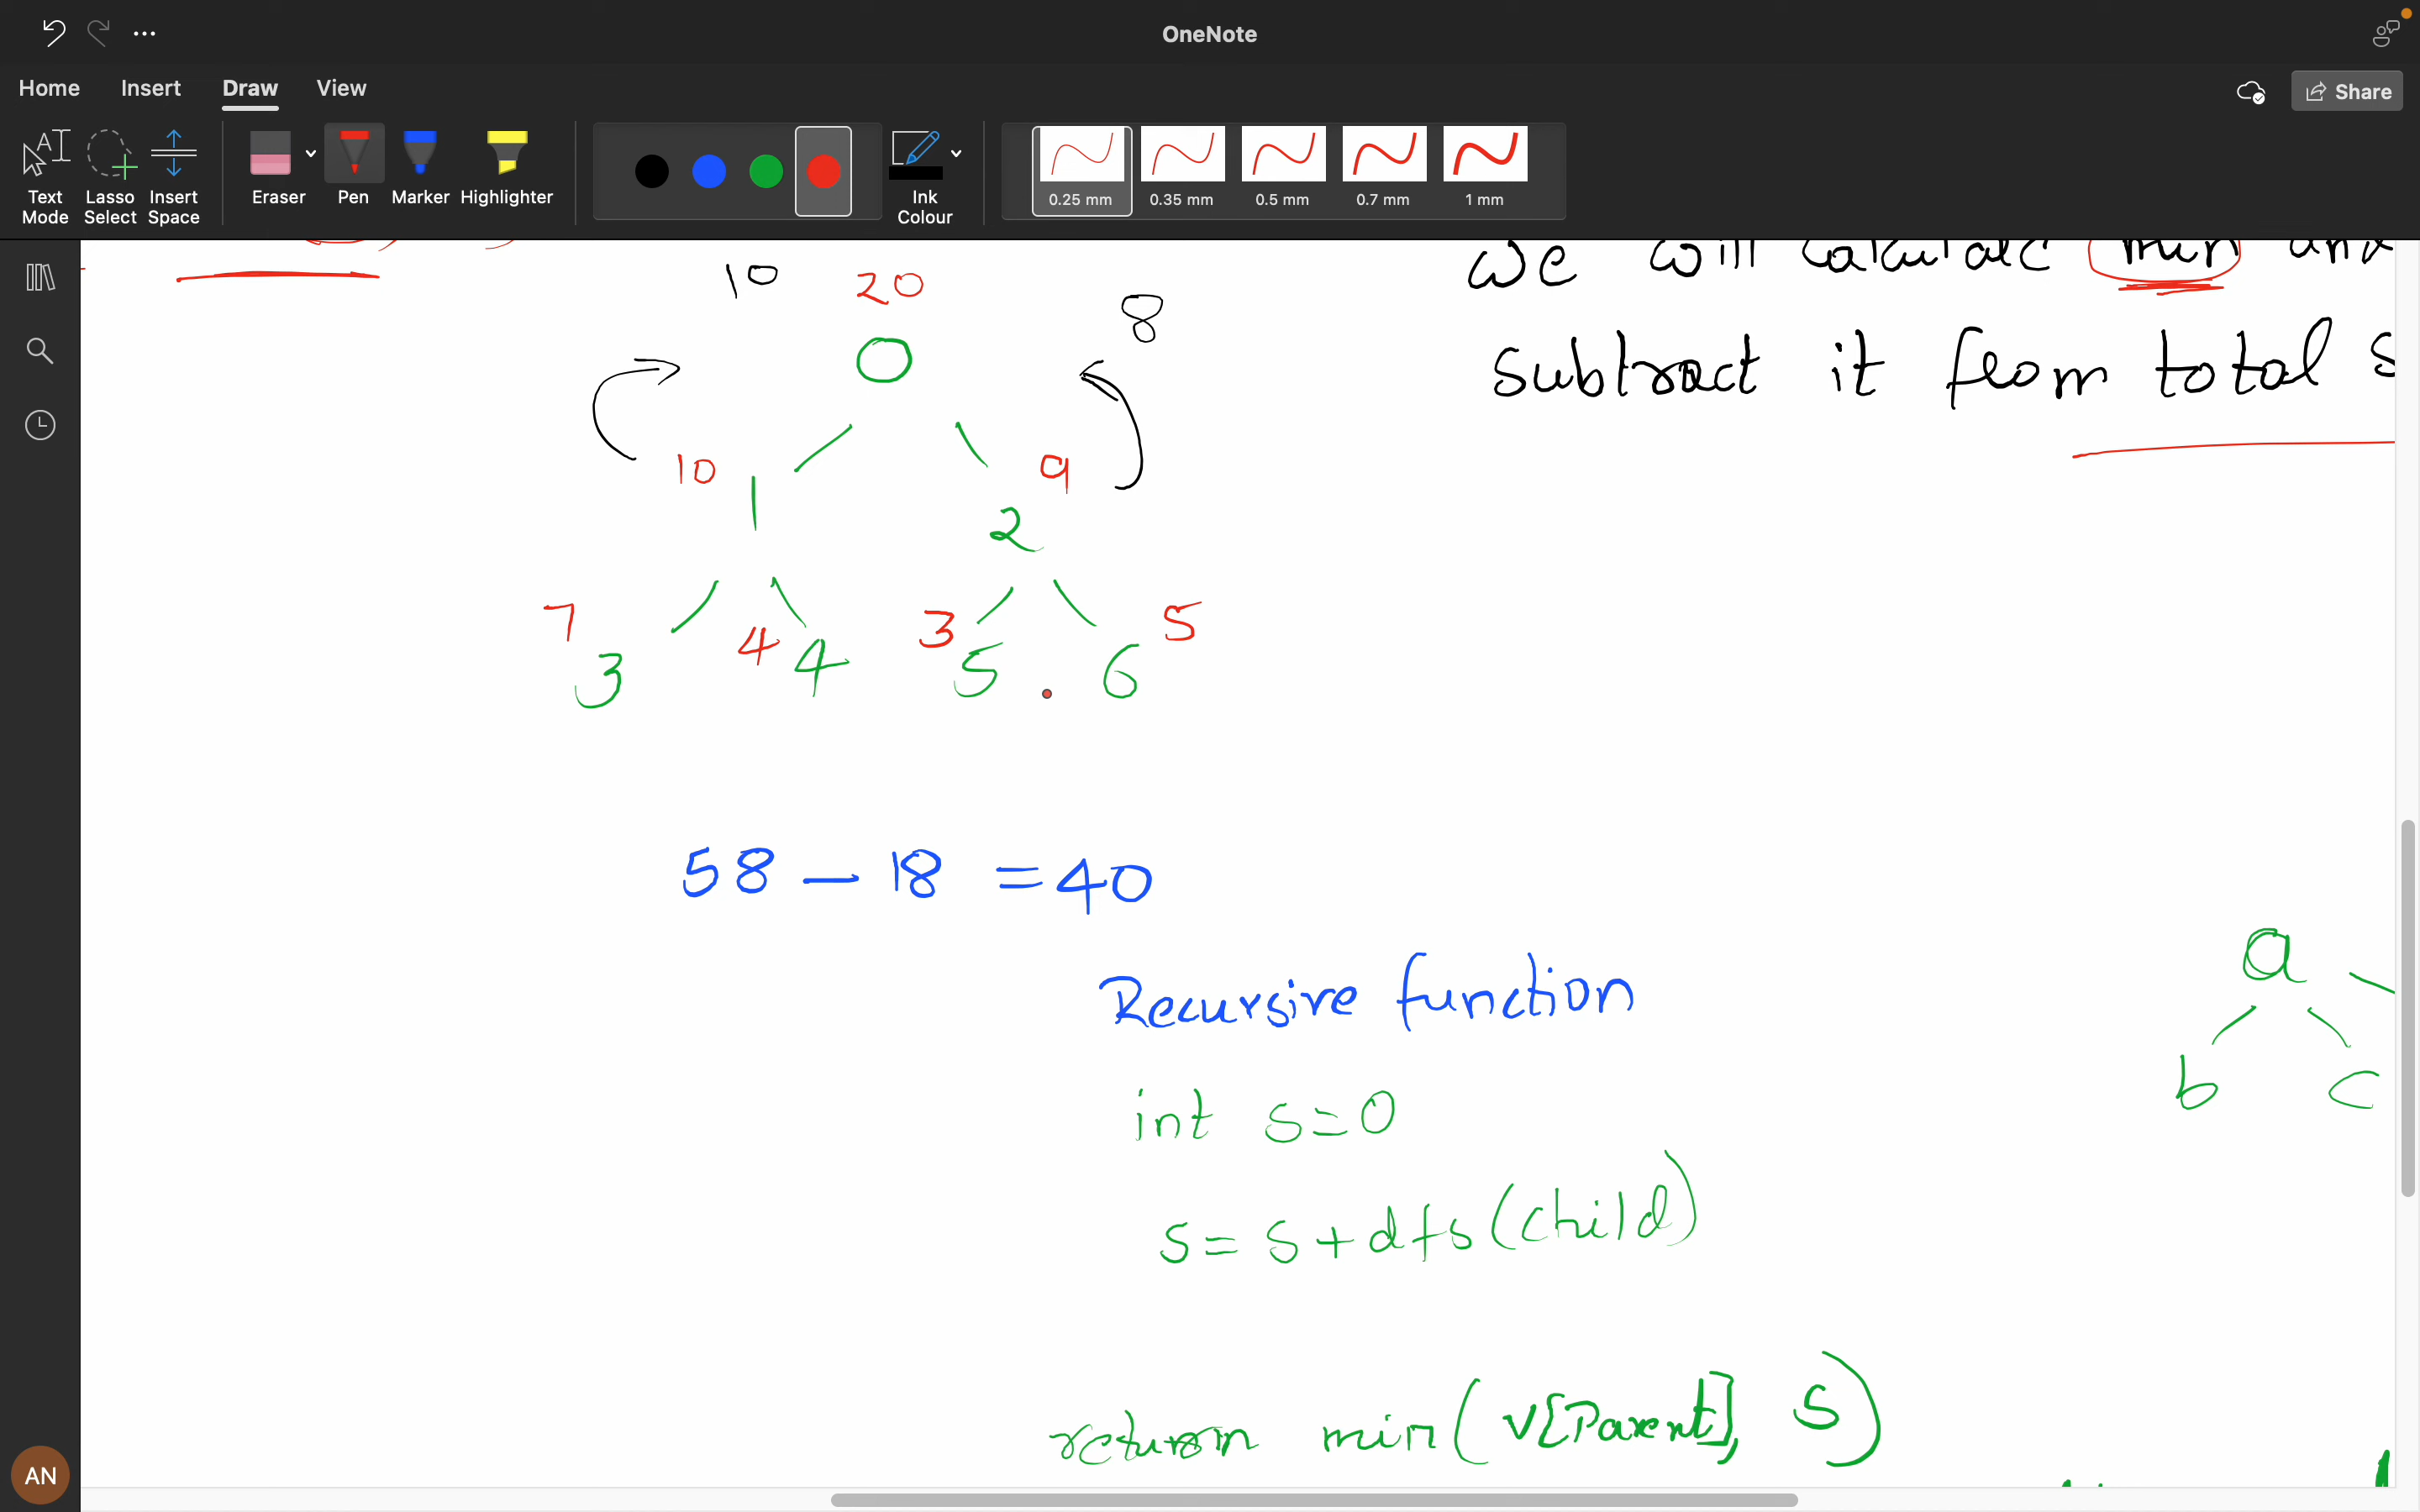 OneNote
Home Insert Draw View
Share
Text Mode
Lasso Select
Insert Space
Eraser
Pen
Marker
Highlighter
Ink Colour
0.25 mm
0.35 mm
0.5 mm
0.7 mm
1 mm
we will calculate min
10 20
8
0
subtract it from total s
10 9
1 2
7 4 3 5
3 4 5 6
58 - 18 = 40
a
Recursive function
b c
int s=0
s= s+dfs(child)
return min(v[Parent], s)
AN